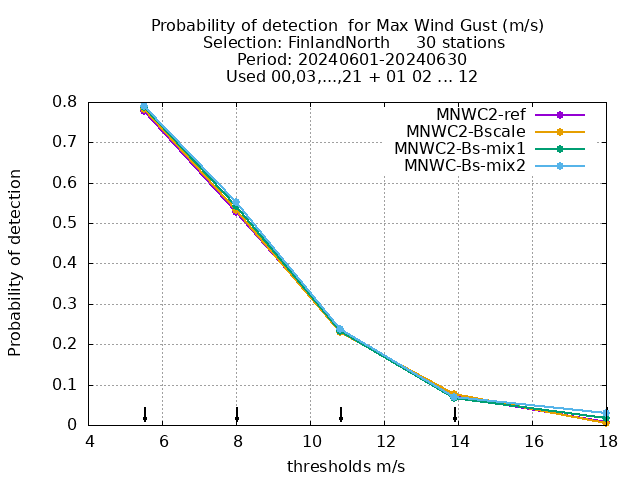 Probability of detection  for Max Wind Gust (m/s)
Selection: FinlandNorth     30 stations
Period: 20240601-20240630
Used 00,03,...,21 + 01 02 ... 12
MNWC2-ref
MNWC2-Bscale
MNWC2-Bs-mix1
MNWC-Bs-mix2
Probability of detection
0.8
0.7
0.6
0.5
0.4
0.3
0.2
0.1
0
4 6 8 10 12 14 16 18
thresholds m/s